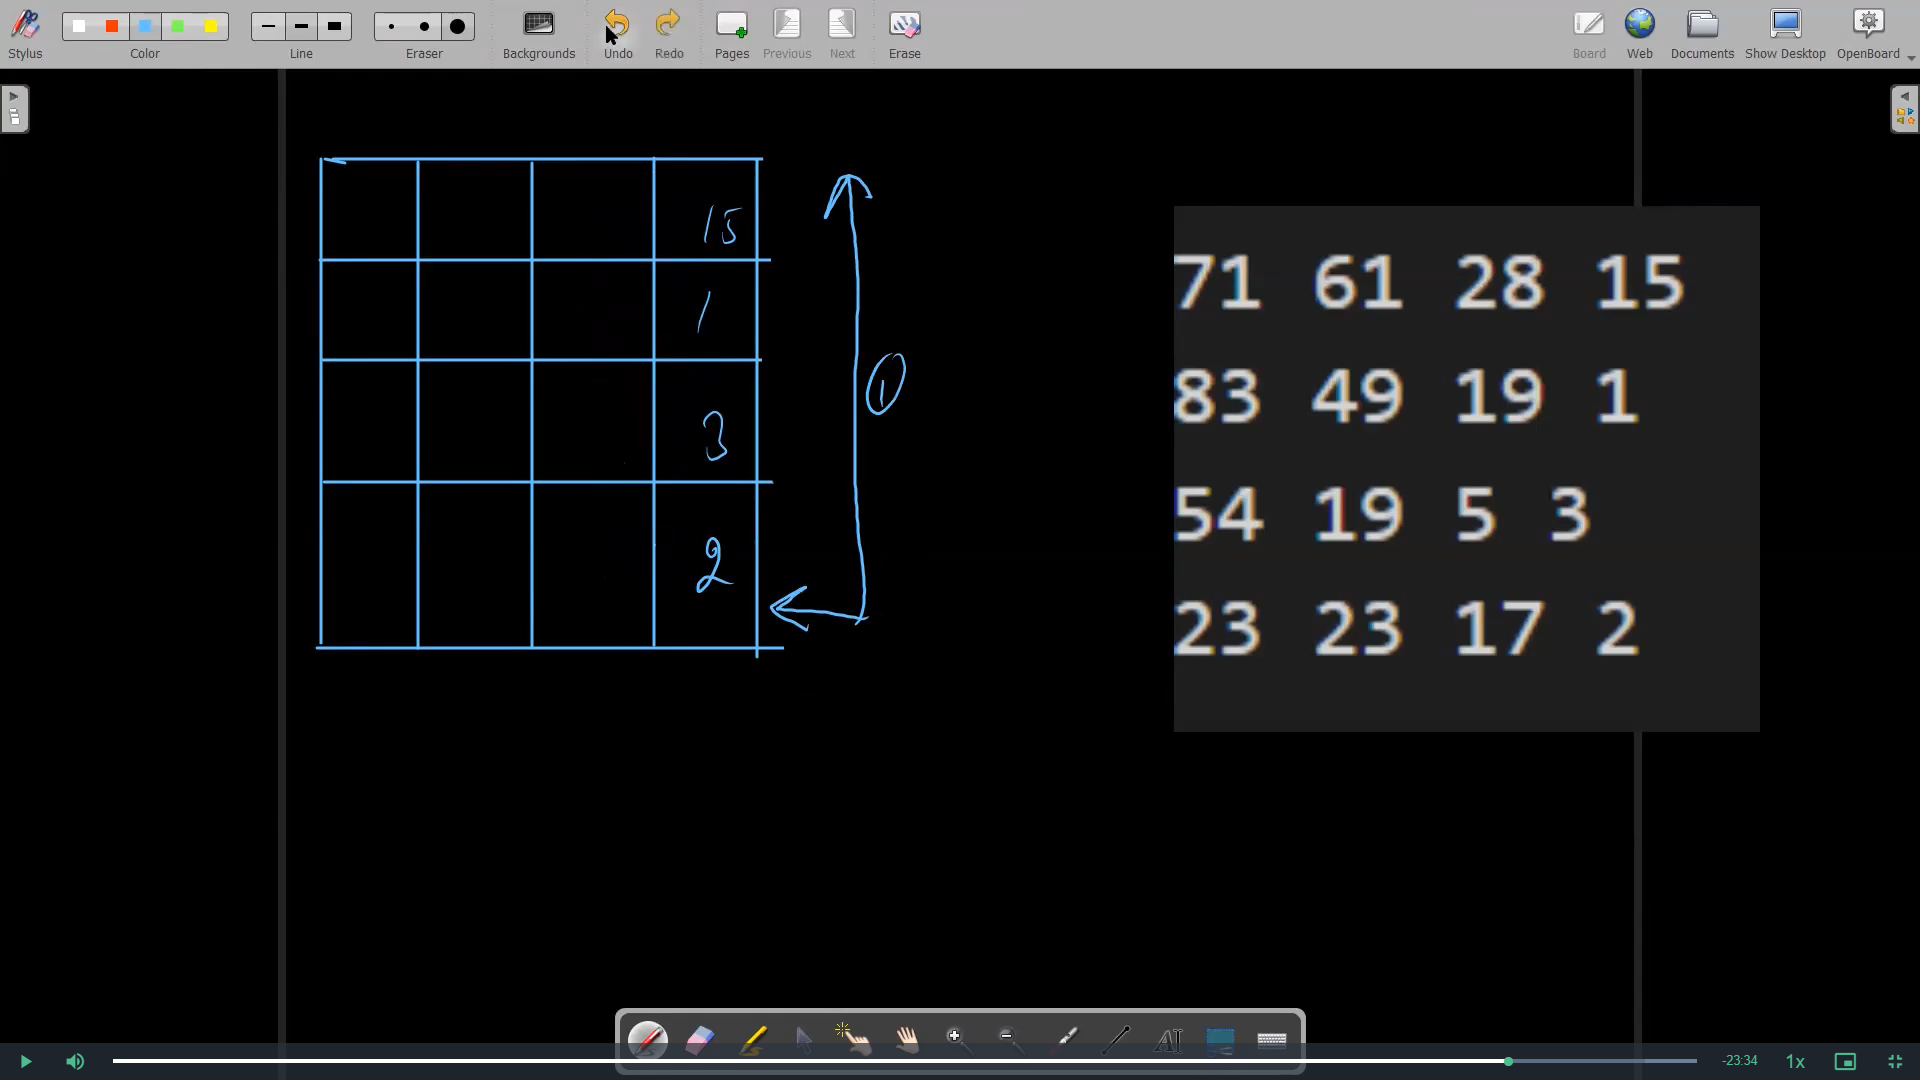 Stylus Color Line Eraser Backgrounds Undo Redo Pages Previous Next Erase Board Web Documents Show Desktop OpenBoard
15
1
3
2
1
71 61 28 15
83 49 19 1
54 19 5 3
23 23 17 2
AI
-23:34 1x